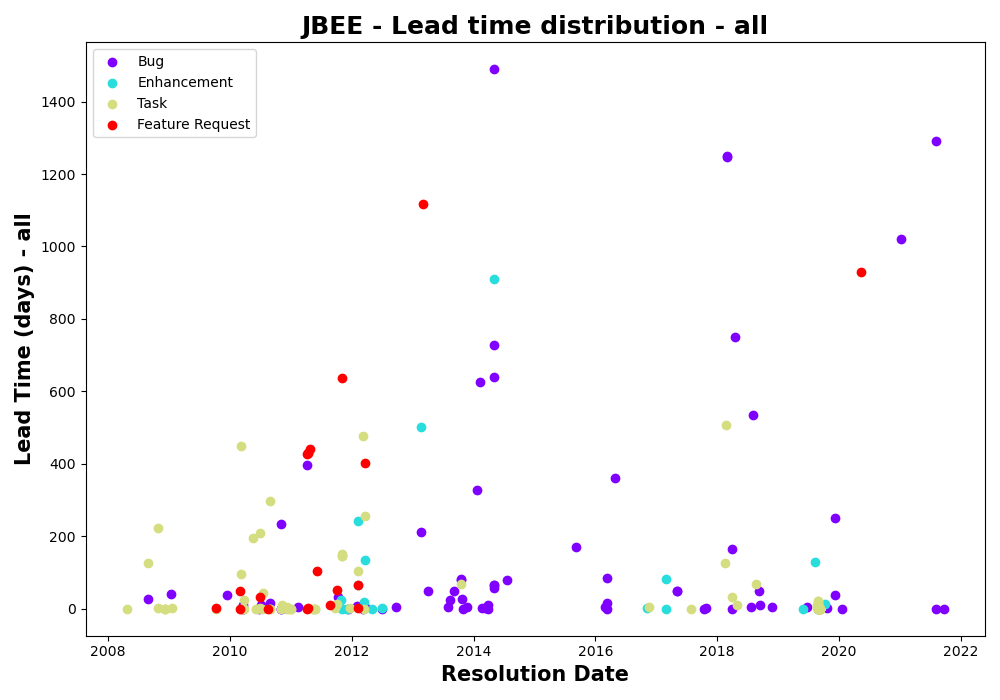 JBEE - Lead time distribution - all
Bug
Enhancement
Task
Feature Request
Lead Time (days) - all
1400
1200
1000
800
600
400
200
0
2008 2010 2012 2014 2016 2018 2020 2022
Resolution Date